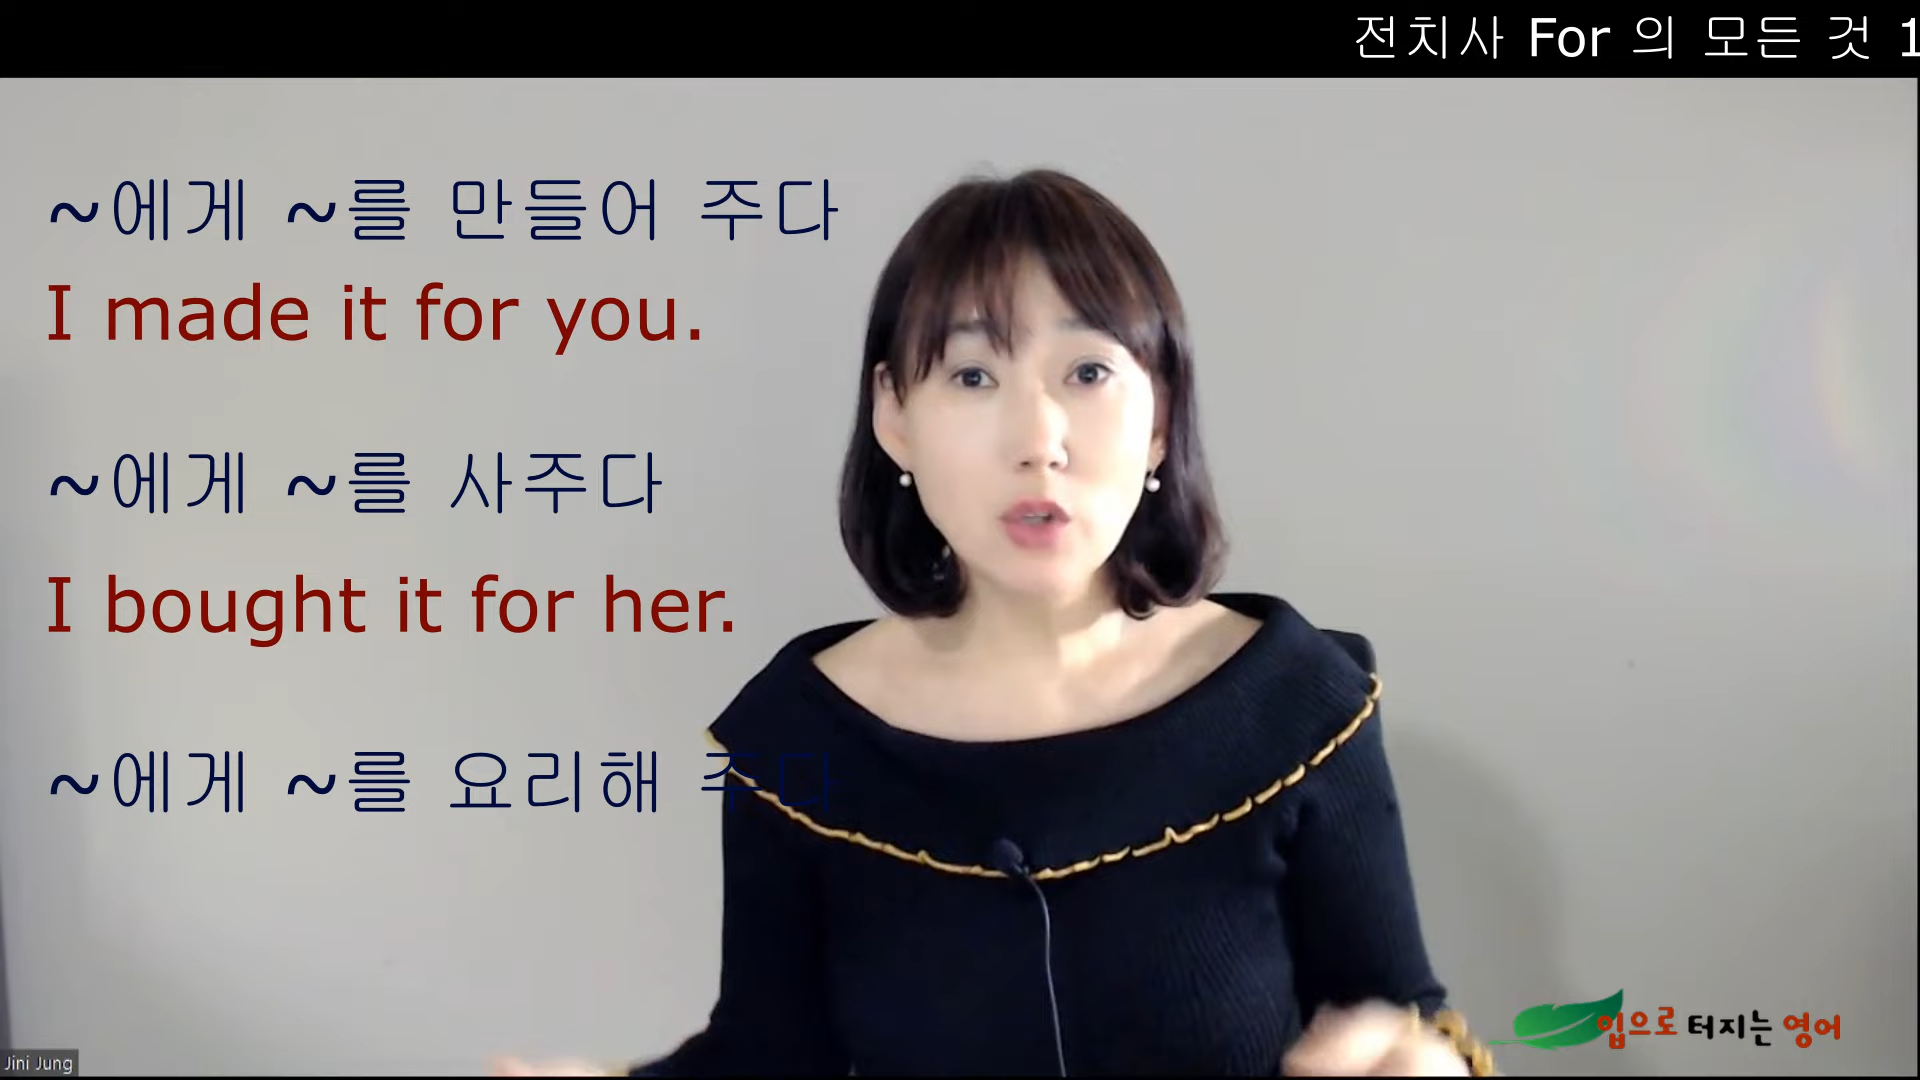 전치사 For 의 모든 것 1
~에게 ~를 만들어 주다
I made it for you.
~에게 ~를 사주다
I bought it for her.
~에게 ~를 요리해 주다
입으로 터지는 영어
Jini Jung